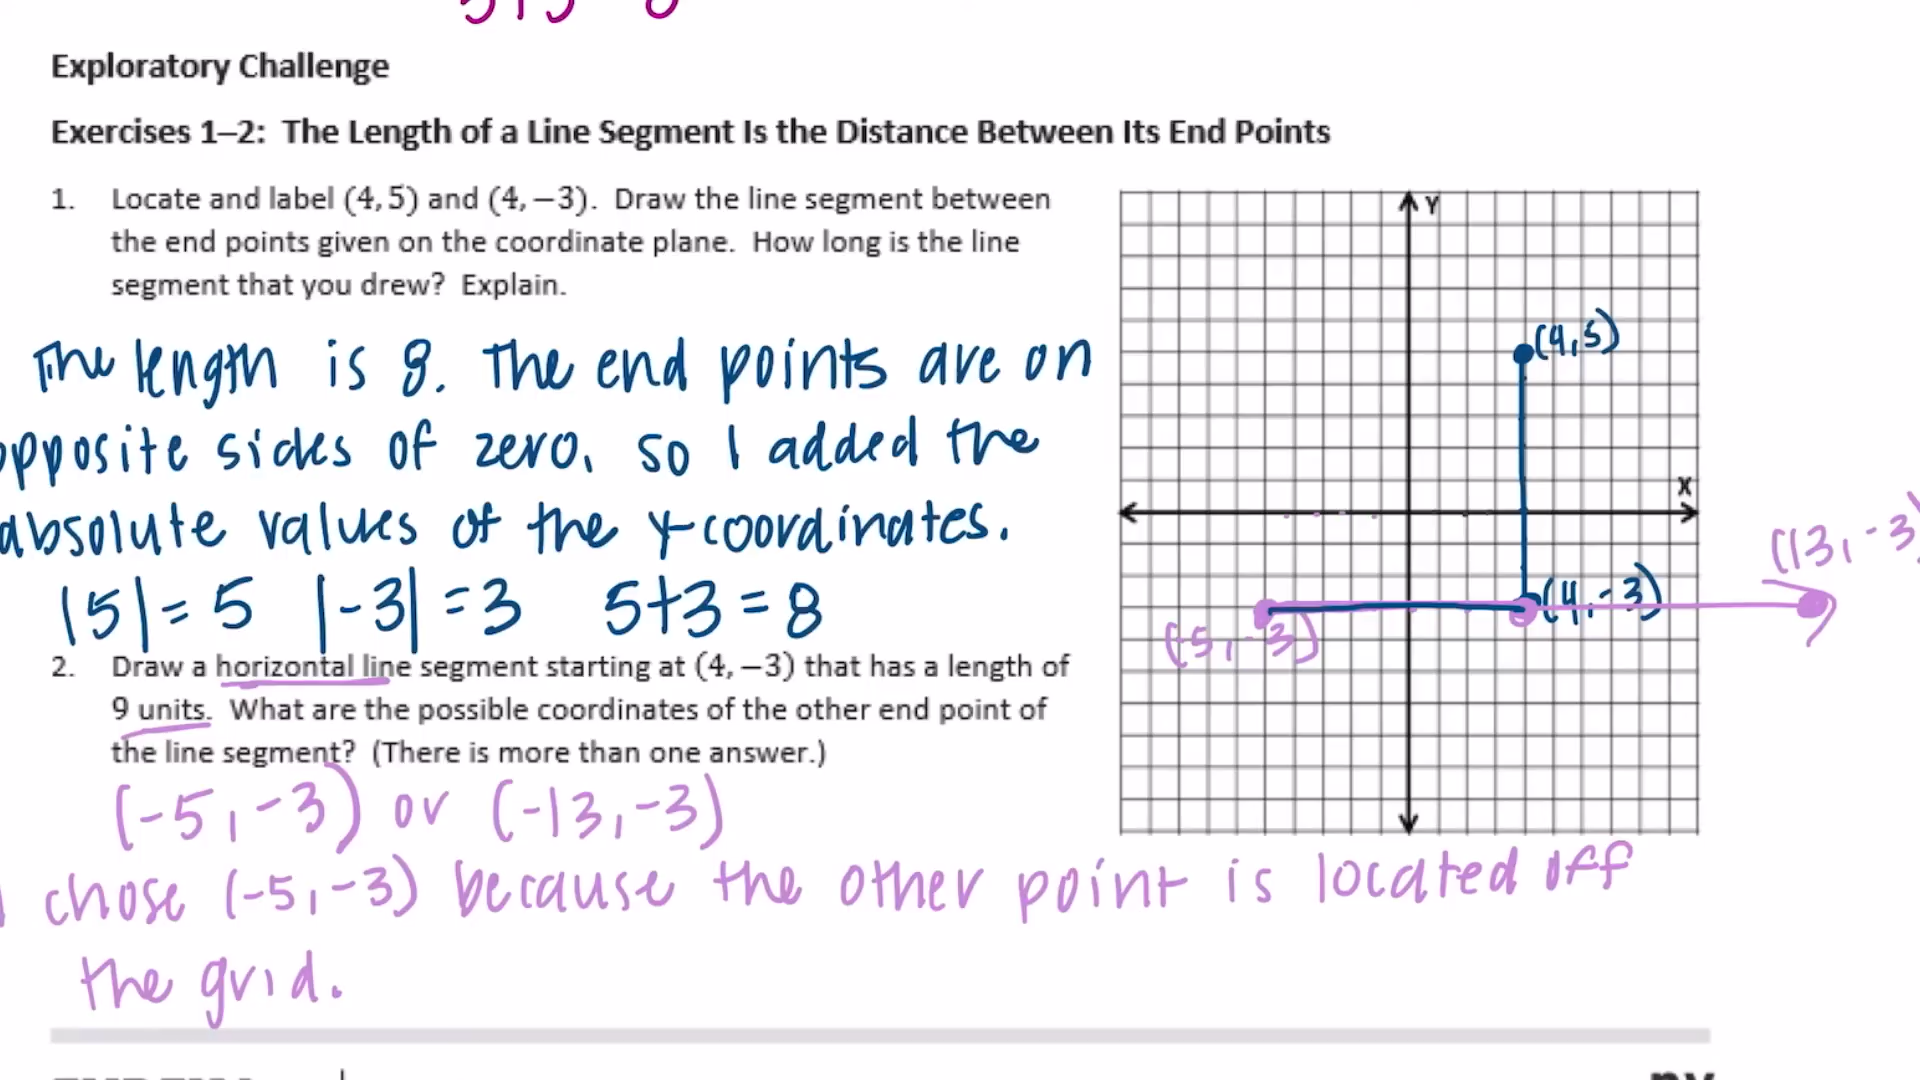 5+3=8
Exploratory Challenge
Exercises 1–2: The Length of a Line Segment Is the Distance Between Its End Points
1. Locate and label (4, 5) and (4, −3). Draw the line segment between
the end points given on the coordinate plane. How long is the line
segment that you drew? Explain.
The length is 8. The end points are on
opposite sides of zero, so I added the
absolute values of the y-coordinates.
|5| = 5 |-3| = 3 5+3 = 8
2. Draw a horizontal line segment starting at (4, −3) that has a length of
9 units. What are the possible coordinates of the other end point of
the line segment? (There is more than one answer.)
(-5, -3) or (-13, -3)
I chose (-5, -3) because the other point is located off
the grid.
Y
(4,5)
X
(13, -3)
(4, -3)
(-5, -3)